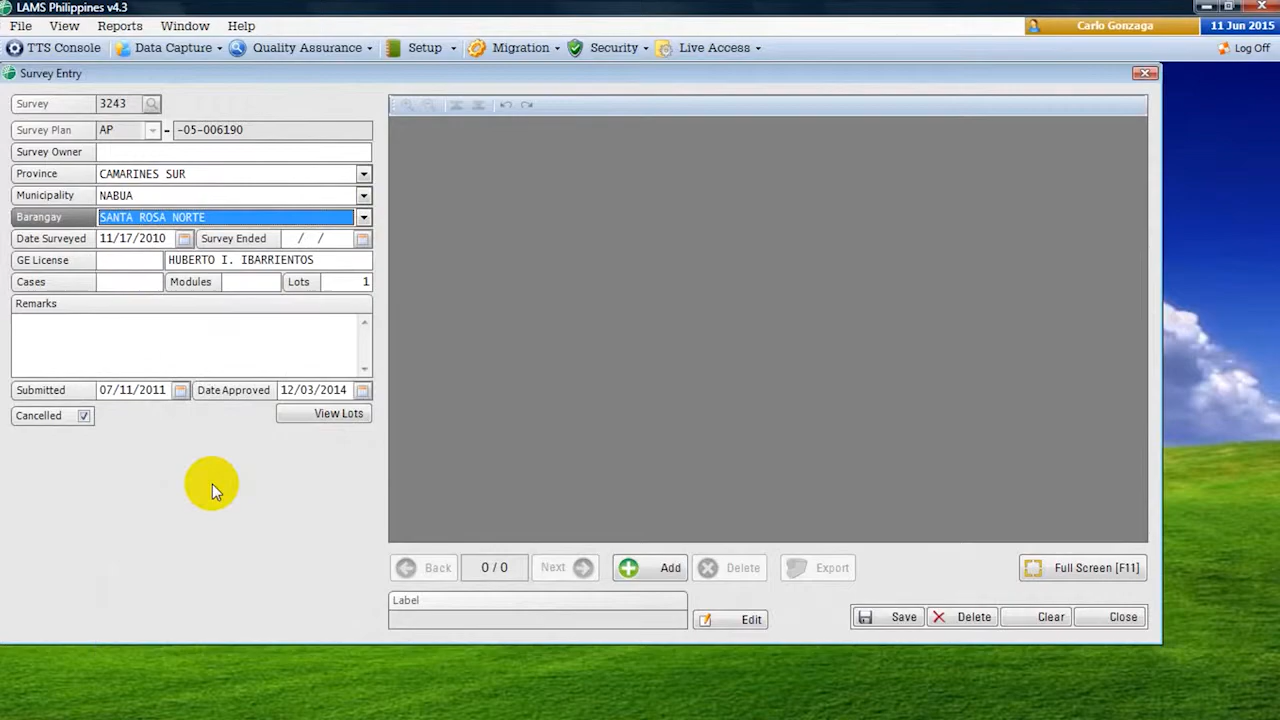 LAMS Philippines v4.3
File View Reports Window Help Carlo Gonzaga 11 Jun 2015
TTS Console Data Capture Quality Assurance Setup Migration Security Live Access Log Off
Survey Entry
Survey 3243
Survey Plan AP - -05-006190
Survey Owner
Province CAMARINES SUR
Municipality NABUA
Barangay SANTA ROSA NORTE
Date Surveyed 11/17/2010 Survey Ended / /
GE License HUBERTO I. IBARRIENTOS
Cases Modules Lots 1
Remarks
Submitted 07/11/2011 Date Approved 12/03/2014
Cancelled View Lots
Back 0 / 0 Next Add Delete Export Full Screen [F11]
Label
Edit Save Delete Clear Close